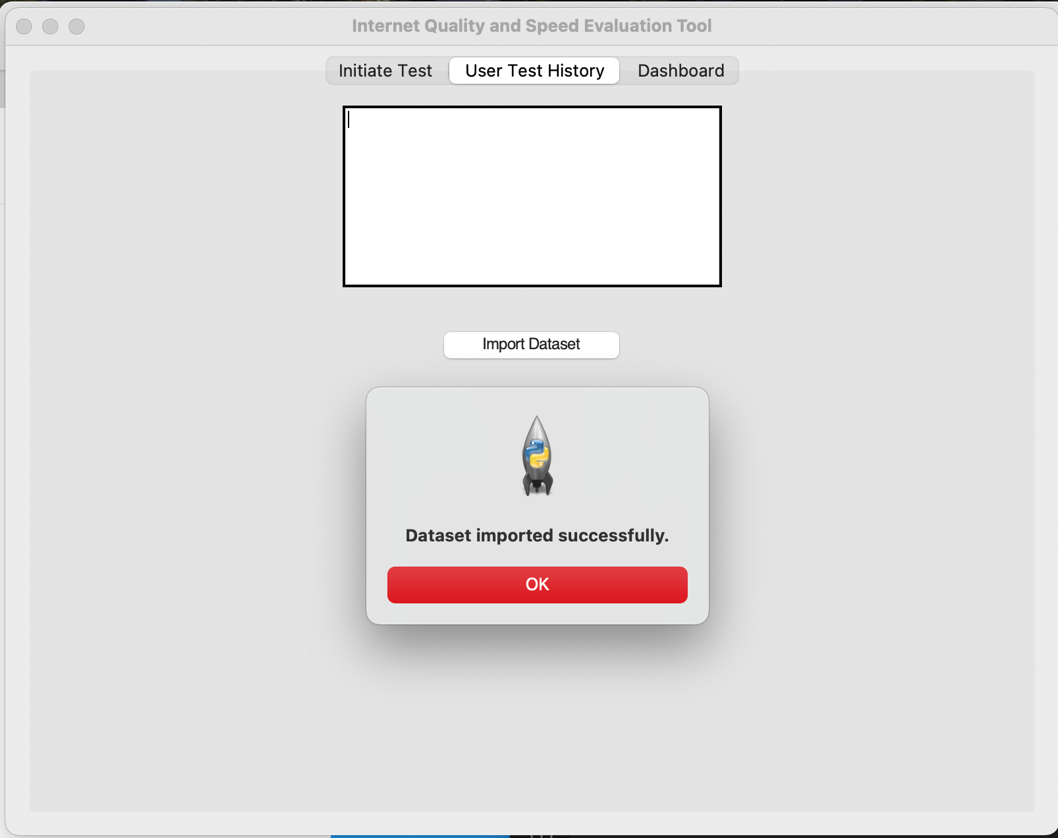 Internet Quality and Speed Evaluation Tool
Initiate Test
User Test History
Dashboard
Import Dataset
Dataset imported successfully.
OK